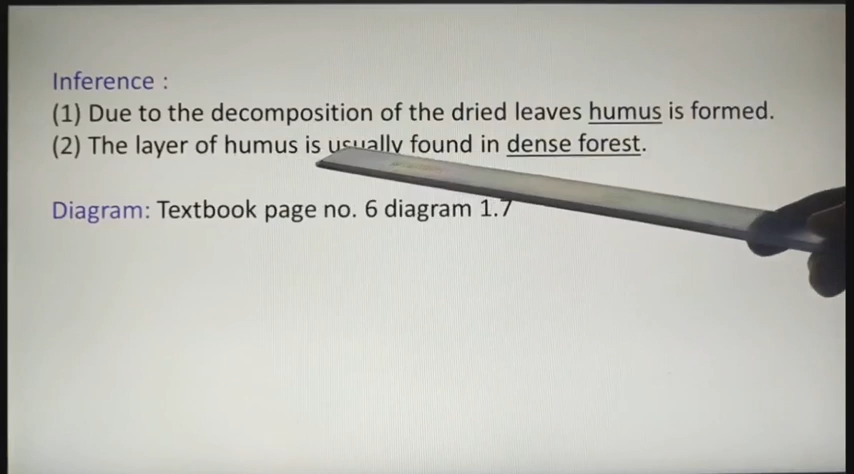 Inference :
(1) Due to the decomposition of the dried leaves humus is formed.
(2) The layer of humus is usually found in dense forest.
Diagram: Textbook page no. 6 diagram 1.7